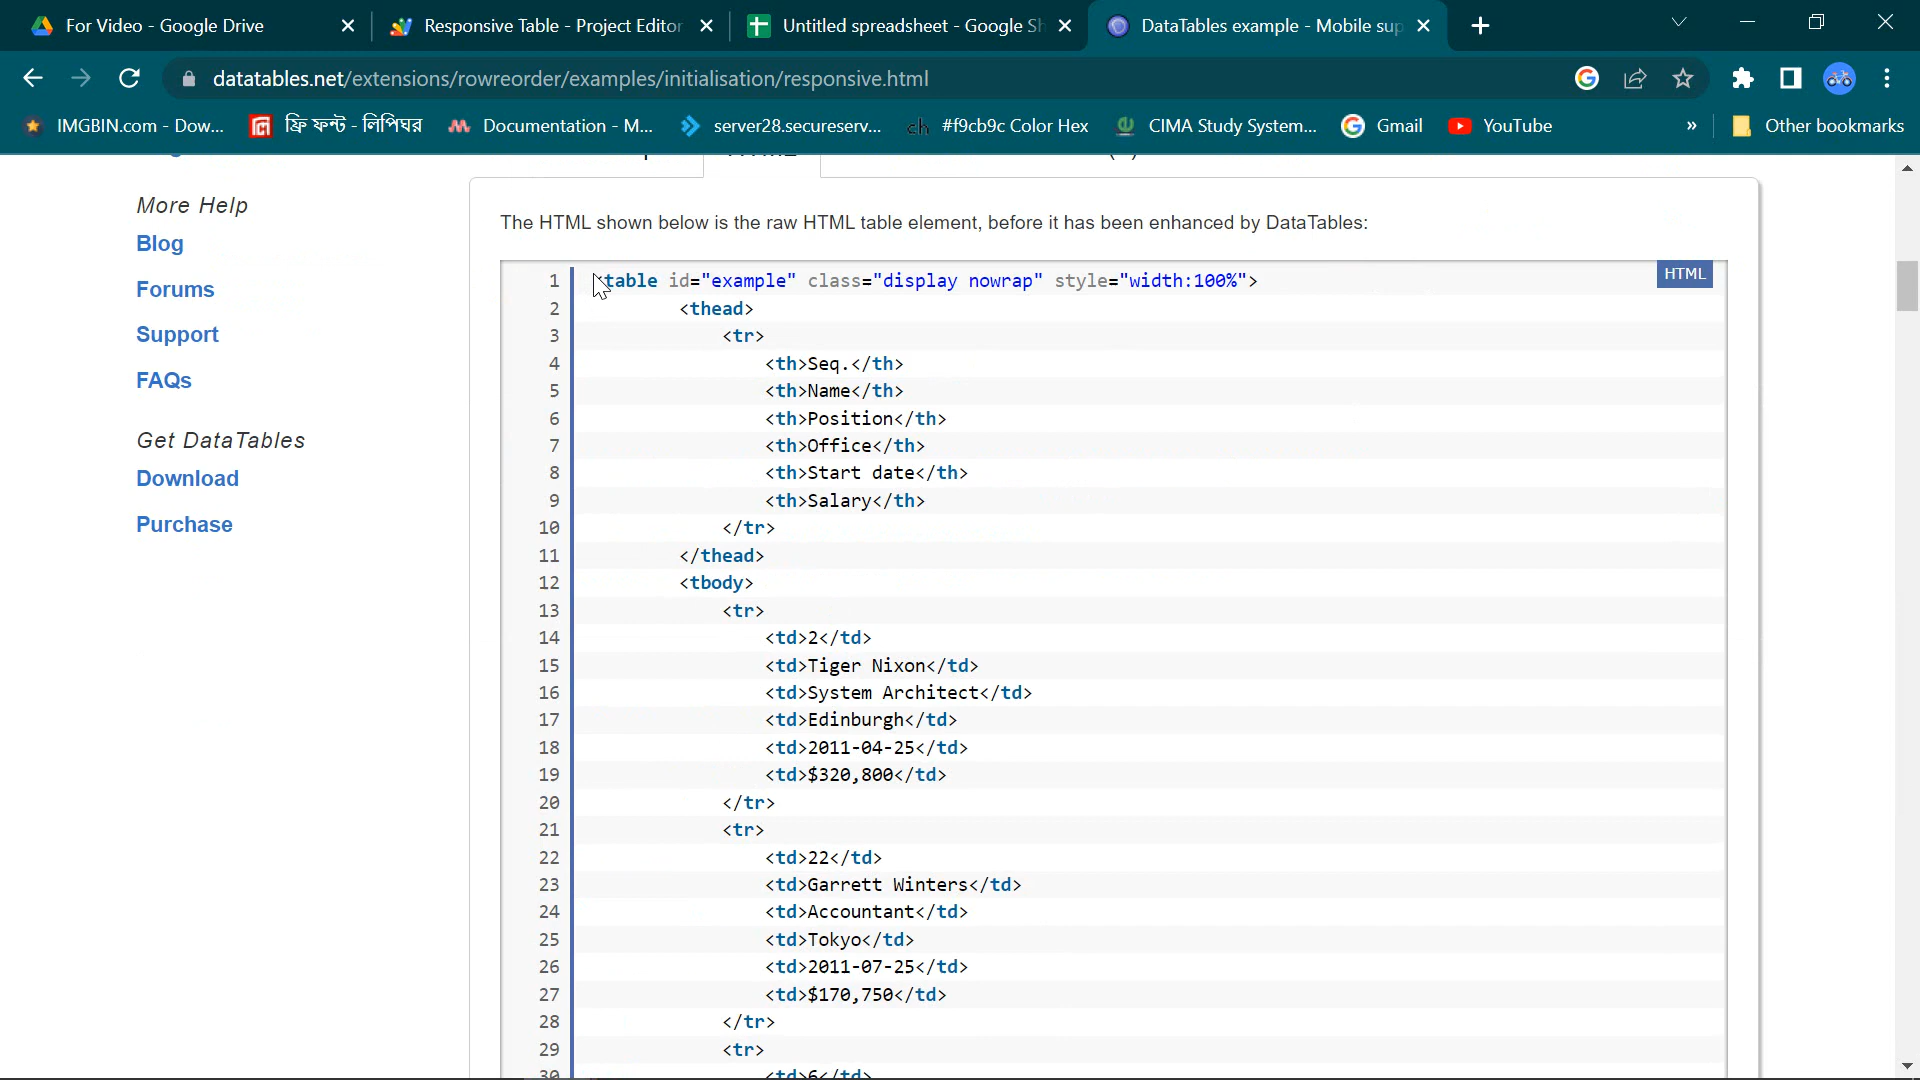 For Video - Google Drive
Responsive Table - Project Editor
Untitled spreadsheet - Google Sh
DataTables example - Mobile sup
datatables.net/extensions/rowreorder/examples/initialisation/responsive.html
IMGBIN.com - Dow...
ফ্রি ফন্ট - লিপিঘর
Documentation - M...
server28.secureserv...
#f9cb9c Color Hex
CIMA Study System...
Gmail
YouTube
»
Other bookmarks
More Help
Blog
Forums
Support
FAQs
Get DataTables
Download
Purchase
The HTML shown below is the raw HTML table element, before it has been enhanced by DataTables:
HTML
1 <table id="example" class="display nowrap" style="width:100%">
2 <thead>
3 <tr>
4 <th>Seq.</th>
5 <th>Name</th>
6 <th>Position</th>
7 <th>Office</th>
8 <th>Start date</th>
9 <th>Salary</th>
10 </tr>
11 </thead>
12 <tbody>
13 <tr>
14 <td>2</td>
15 <td>Tiger Nixon</td>
16 <td>System Architect</td>
17 <td>Edinburgh</td>
18 <td>2011-04-25</td>
19 <td>$320,800</td>
20 </tr>
21 <tr>
22 <td>22</td>
23 <td>Garrett Winters</td>
24 <td>Accountant</td>
25 <td>Tokyo</td>
26 <td>2011-07-25</td>
27 <td>$170,750</td>
28 </tr>
29 <tr>
30 <td>6</td>